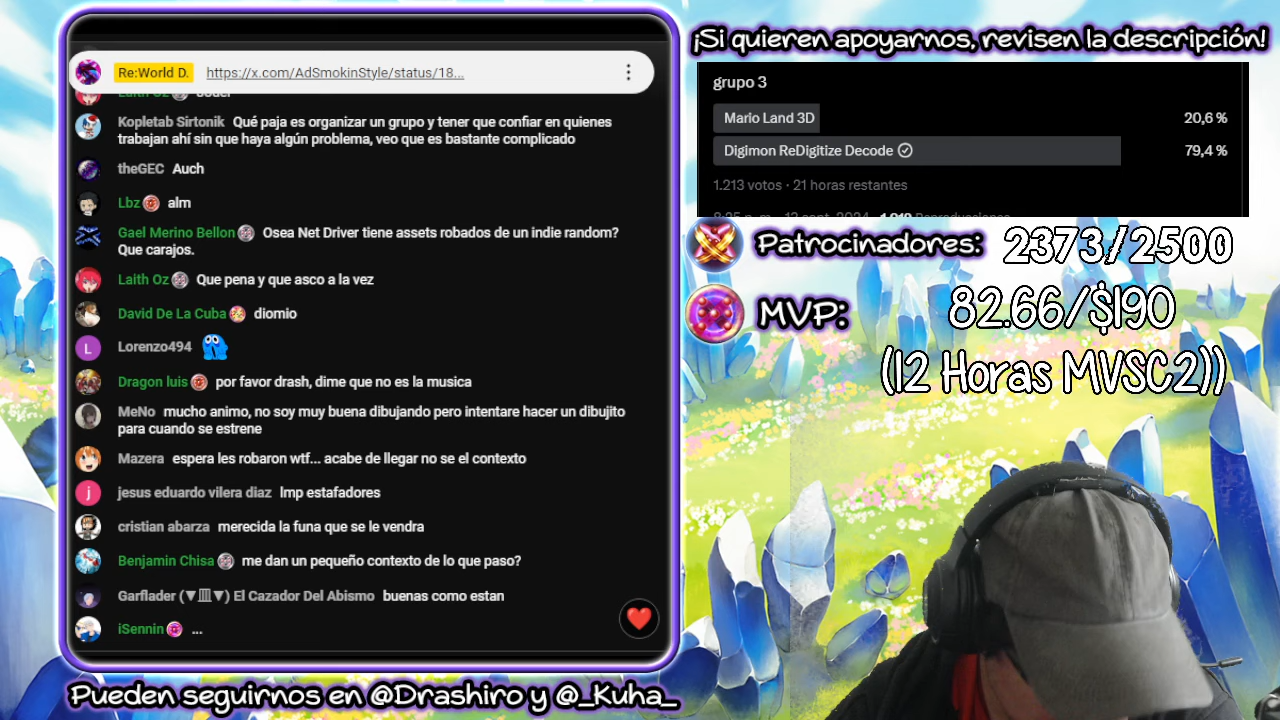 ¡Si quieren apoyarnos, revisen la descripción!
Re:World D. https://x.com/AdSmokinStyle/status/18...
Laith Oz
Kopletab Sirtonik Qué paja es organizar un grupo y tener que confiar en quienes
trabajan ahí sin que haya algún problema, veo que es bastante complicado
theGEC Auch
Lbz alm
Gael Merino Bellon Osea Net Driver tiene assets robados de un indie random?
Que carajos.
Laith Oz Que pena y que asco a la vez
David De La Cuba diomio
L Lorenzo494
Dragon luis por favor drash, dime que no es la musica
MeNo mucho animo, no soy muy buena dibujando pero intentare hacer un dibujito
para cuando se estrene
Mazera espera les robaron wtf... acabe de llegar no se el contexto
j jesus eduardo vilera diaz lmp estafadores
cristian abarza merecida la funa que se le vendra
Benjamin Chisa me dan un pequeño contexto de lo que paso?
Garflader (▼皿▼) El Cazador Del Abismo buenas como estan
iSennin ...
Pueden seguirnos en @Drashiro y @_Kuha_
grupo 3
Mario Land 3D 20,6 %
Digimon ReDigitize Decode 79,4 %
1.213 votos · 21 horas restantes
Patrocinadores: 2373/2500
MVP: 82.66/$190
(12 Horas MVSC2))